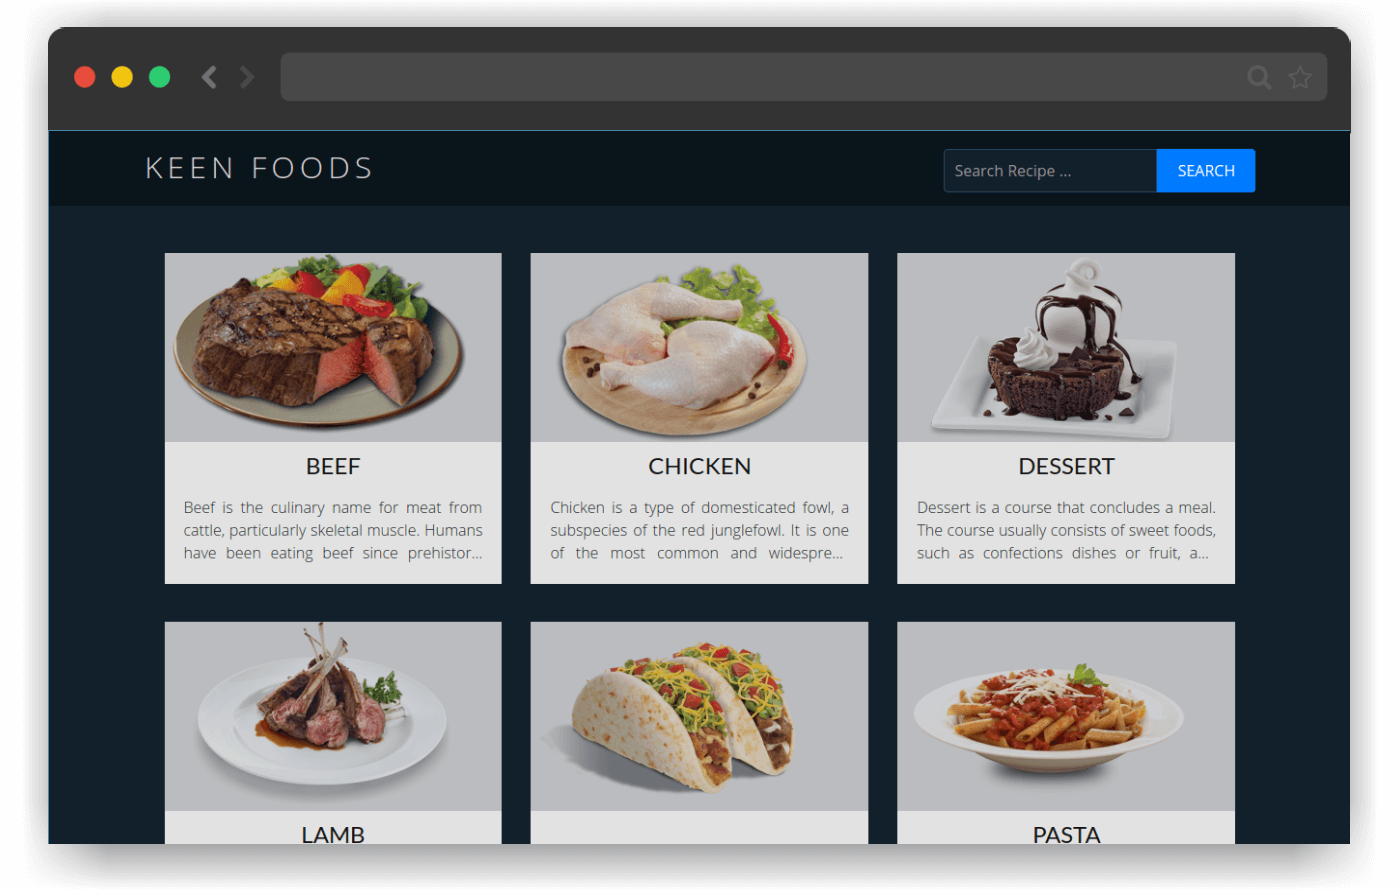 KEEN FOODS
Search Recipe ...
SEARCH
BEEF
Beef is the culinary name for meat from
cattle, particularly skeletal muscle. Humans
have been eating beef since prehistor...
CHICKEN
Chicken is a type of domesticated fowl, a
subspecies of the red junglefowl. It is one
of the most common and widespre...
DESSERT
Dessert is a course that concludes a meal.
The course usually consists of sweet foods,
such as confections dishes or fruit, a...
LAMB
PASTA